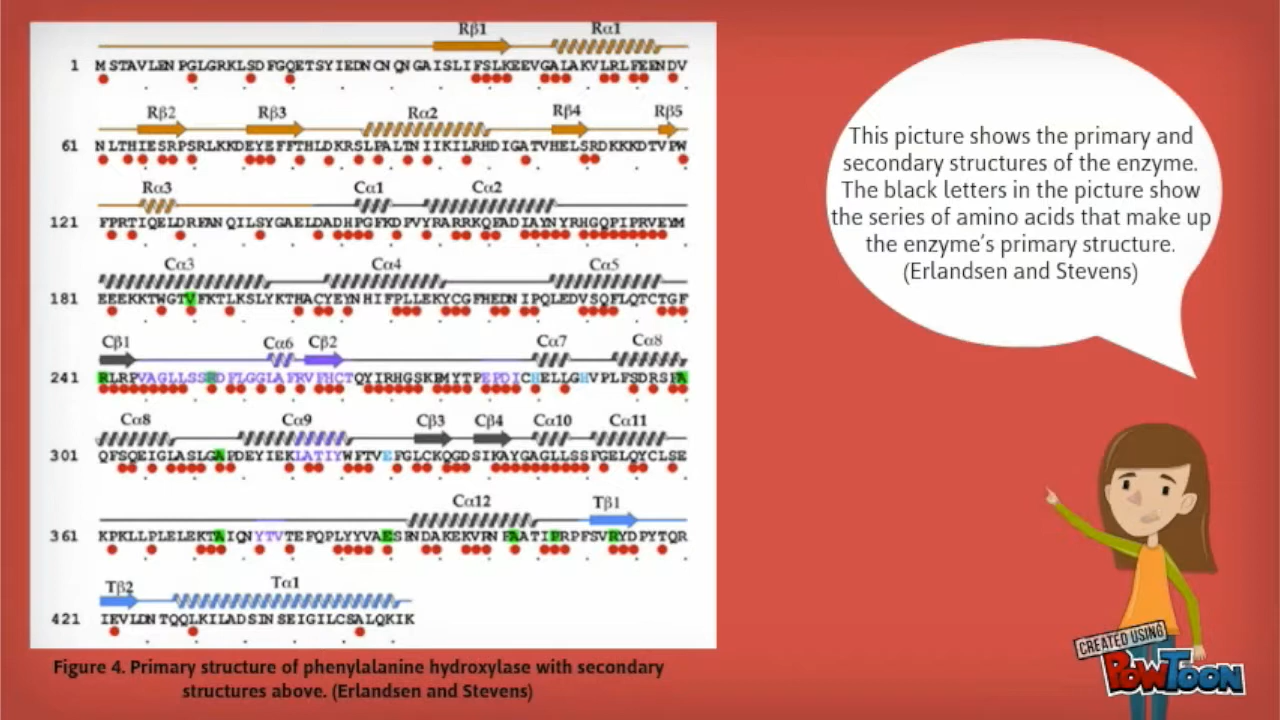 Rβ1 Rα1
1 MSTAVLENPGLGRKLSDFGQETSYIEDNCNQNGAISLIFSLKEEVGALAKVLRLFEENDV
Rβ2 Rβ3 Rα2 Rβ4 Rβ5
61 NLTHIESRPSRLKKDEYEFFTHLDKRSLPALTNIIKILRHDIGATVHELSRDKKKDTVPW
Rα3 Cα1 Cα2
121 FPRTIQELDRFANQILSYGAELDADHPGFKDPVYRARRKQFADIAYNYRHGQPIPRVEYM
Cα3 Cα4 Cα5
181 EEEKKTWGTVFKTLKSLYKTHACYEYNHIFPLLEKYCGFHEDNIPQLEDVSQFLQTCTGF
Cβ1 Cα6 Cβ2 Cα7 Cα8
241 RLRPVAGLLSSRDFLGGLAFRVFHCTQYIRHGSKPMYTPEPDICHELLGHVPLFSDRSFA
Cα8 Cα9 Cβ3 Cβ4 Cα10 Cα11
301 QFSQEIGLASLGAPDEYIEKLATIYWFTVEFGLCKQGDSIKAYGAGLLSSFGELQYCLSE
Cα12 Tβ1
361 KPKLLPLELEKTAIQNYTVTEFQPLYYVAESFNDAKEKVRNFAATIPRPFSVRYDPYTQR
Tβ2 Tα1
421 IEVLDNTQQLKILADSINSEIGILCSALQKIK
Figure 4. Primary structure of phenylalanine hydroxylase with secondary
structures above. (Erlandsen and Stevens)
This picture shows the primary and
secondary structures of the enzyme.
The black letters in the picture show
the series of amino acids that make up
the enzyme's primary structure.
(Erlandsen and Stevens)
CREATED USING
POWTOON